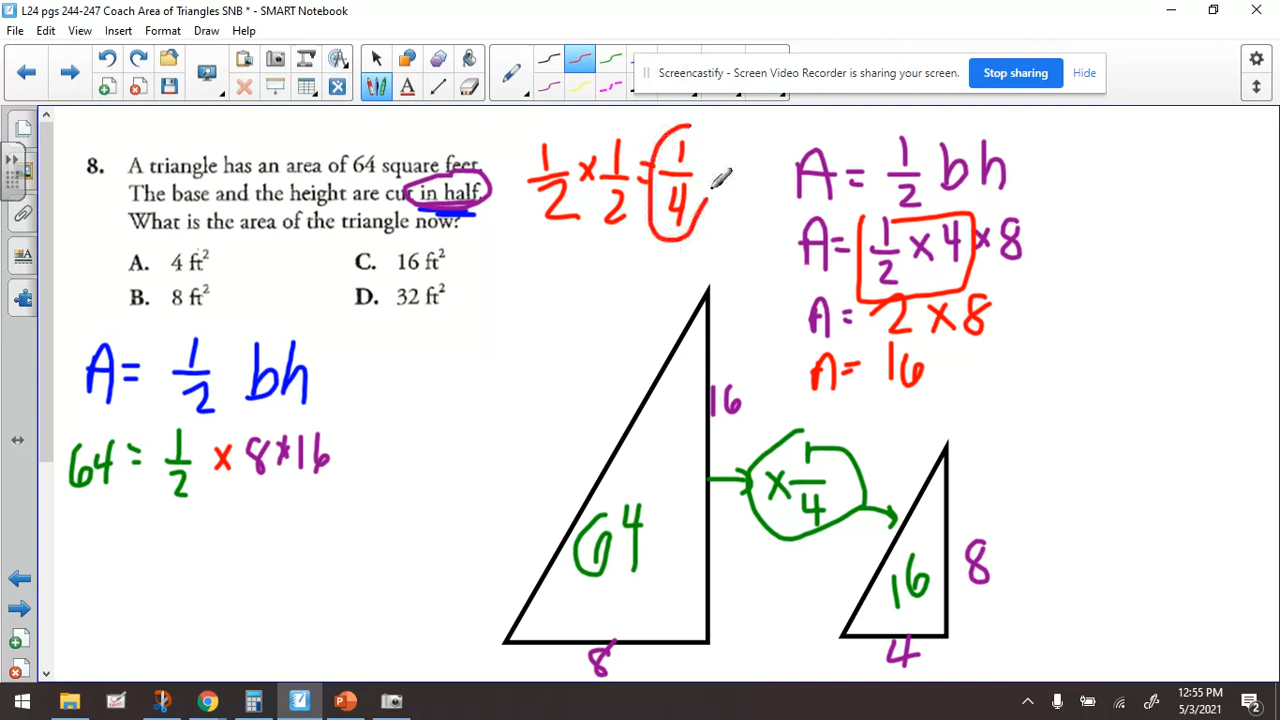 L24 pgs 244-247 Coach Area of Triangles SNB * - SMART Notebook
File Edit View Insert Format Draw Help
Screencastify - Screen Video Recorder is sharing your screen. Stop sharing Hide
8. A triangle has an area of 64 square feet.
The base and the height are cut in half.
What is the area of the triangle now?
A. 4 ft² C. 16 ft²
B. 8 ft² D. 32 ft²
1/2 × 1/2 = 1/4
A = 1/2 bh
A = 1/2 × 4 × 8
A = 2 × 8
A = 16
A = 1/2 bh
64 = 1/2 × 8*16
16
64
8
× 1/4
16
8
4
12:55 PM
5/3/2021
2